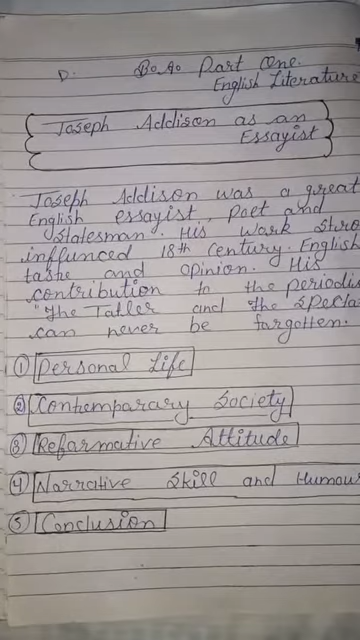 D. B.A. Part One.
English Literature
Joseph Addison as an
Essayist
Joseph Addison was a great
English essayist, Poet and
Statesman. His work stro
influnced 18th century. English
taste and opinion. His
contribution to the periodic
"The Tatler and The Specta
can never be forgotten.
① Personal Life
② Contemparary Society
③ Refarmative Attitude
④ Narrative Skill and Humour
⑤ Conclusion